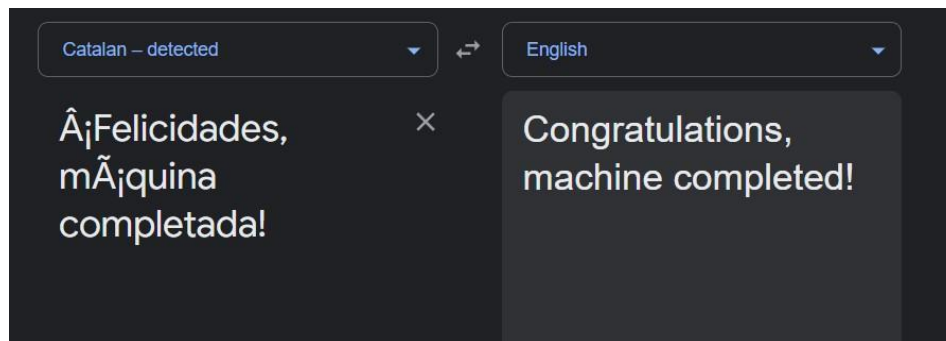 Catalan – detected
English
Â¡Felicidades,
mÃ¡quina
completada!
Congratulations,
machine completed!